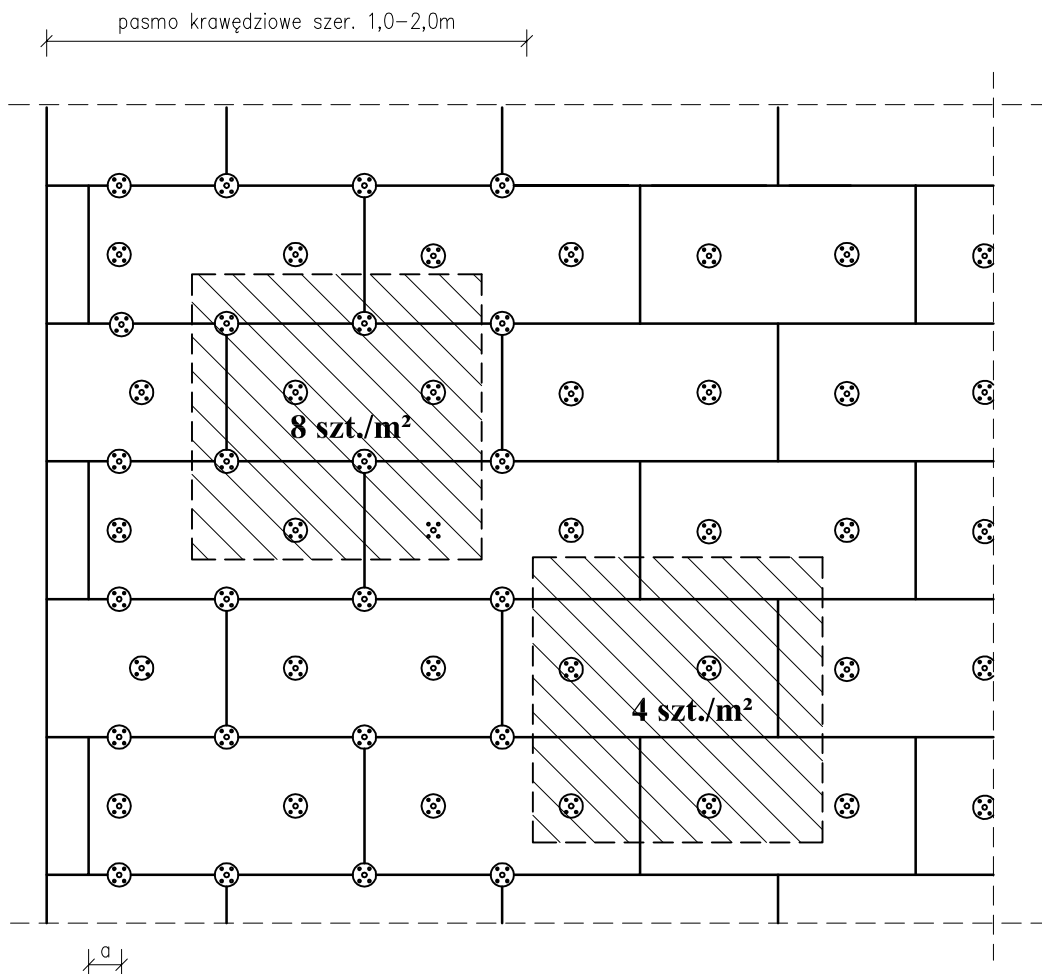 pasmo krawędziowe szer. 1,0–2,0m
8 szt./m²
4 szt./m²
a